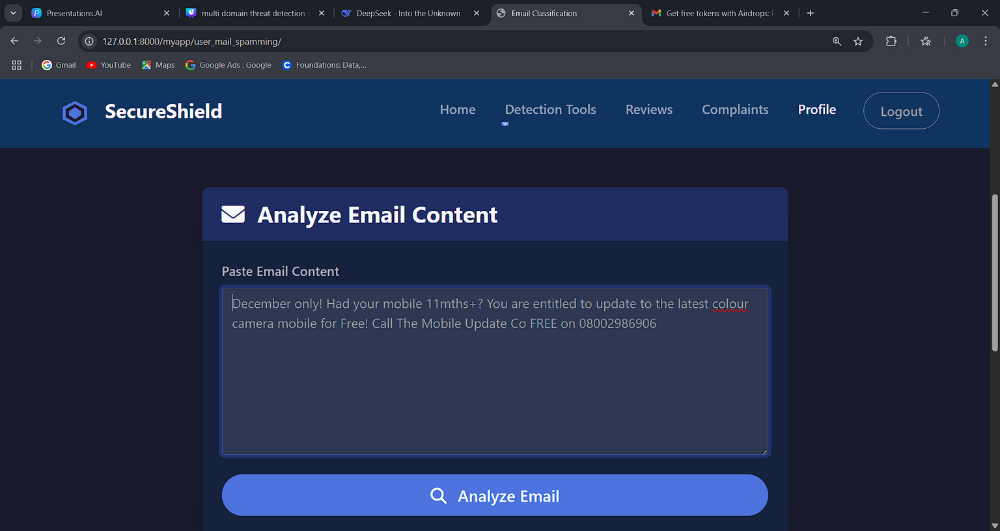 Presentations.AI
multi domain threat detection s
DeepSeek - Into the Unknown
Email Classification
Get free tokens with Airdrops: P
127.0.0.1:8000/myapp/user_mail_spamming/
A
Gmail
YouTube
Maps
Google Ads : Google
Foundations: Data,...
SecureShield
Home
Detection Tools
Reviews
Complaints
Profile
Logout
Analyze Email Content
Paste Email Content
December only! Had your mobile 11mths+? You are entitled to update to the latest colour
camera mobile for Free! Call The Mobile Update Co FREE on 08002986906
Analyze Email